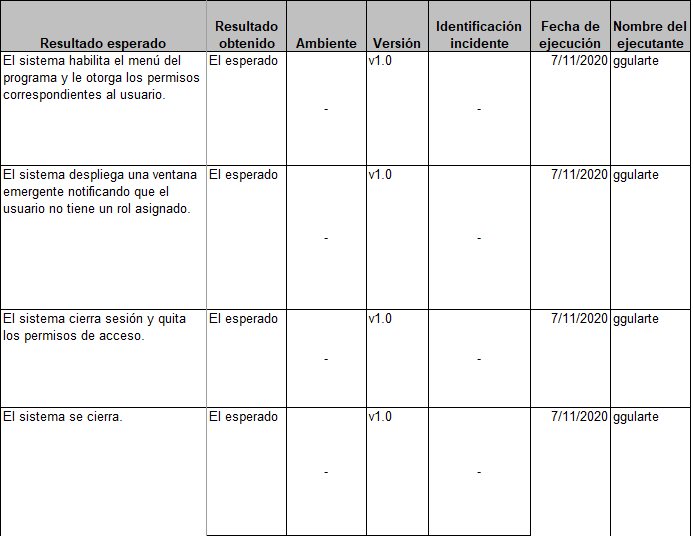 Resultado esperado
Resultado
obtenido
Ambiente
Versión
Identificación
incidente
Fecha de
ejecución
Nombre del
ejecutante
El sistema habilita el menú del
programa y le otorga los permisos
correspondientes al usuario.
El esperado
-
v1.0
-
7/11/2020
ggularte
El sistema despliega una ventana
emergente notificando que el
usuario no tiene un rol asignado.
El esperado
-
v1.0
-
7/11/2020
ggularte
El sistema cierra sesión y quita
los permisos de acceso.
El esperado
-
v1.0
-
7/11/2020
ggularte
El sistema se cierra.
El esperado
-
v1.0
-
7/11/2020
ggularte